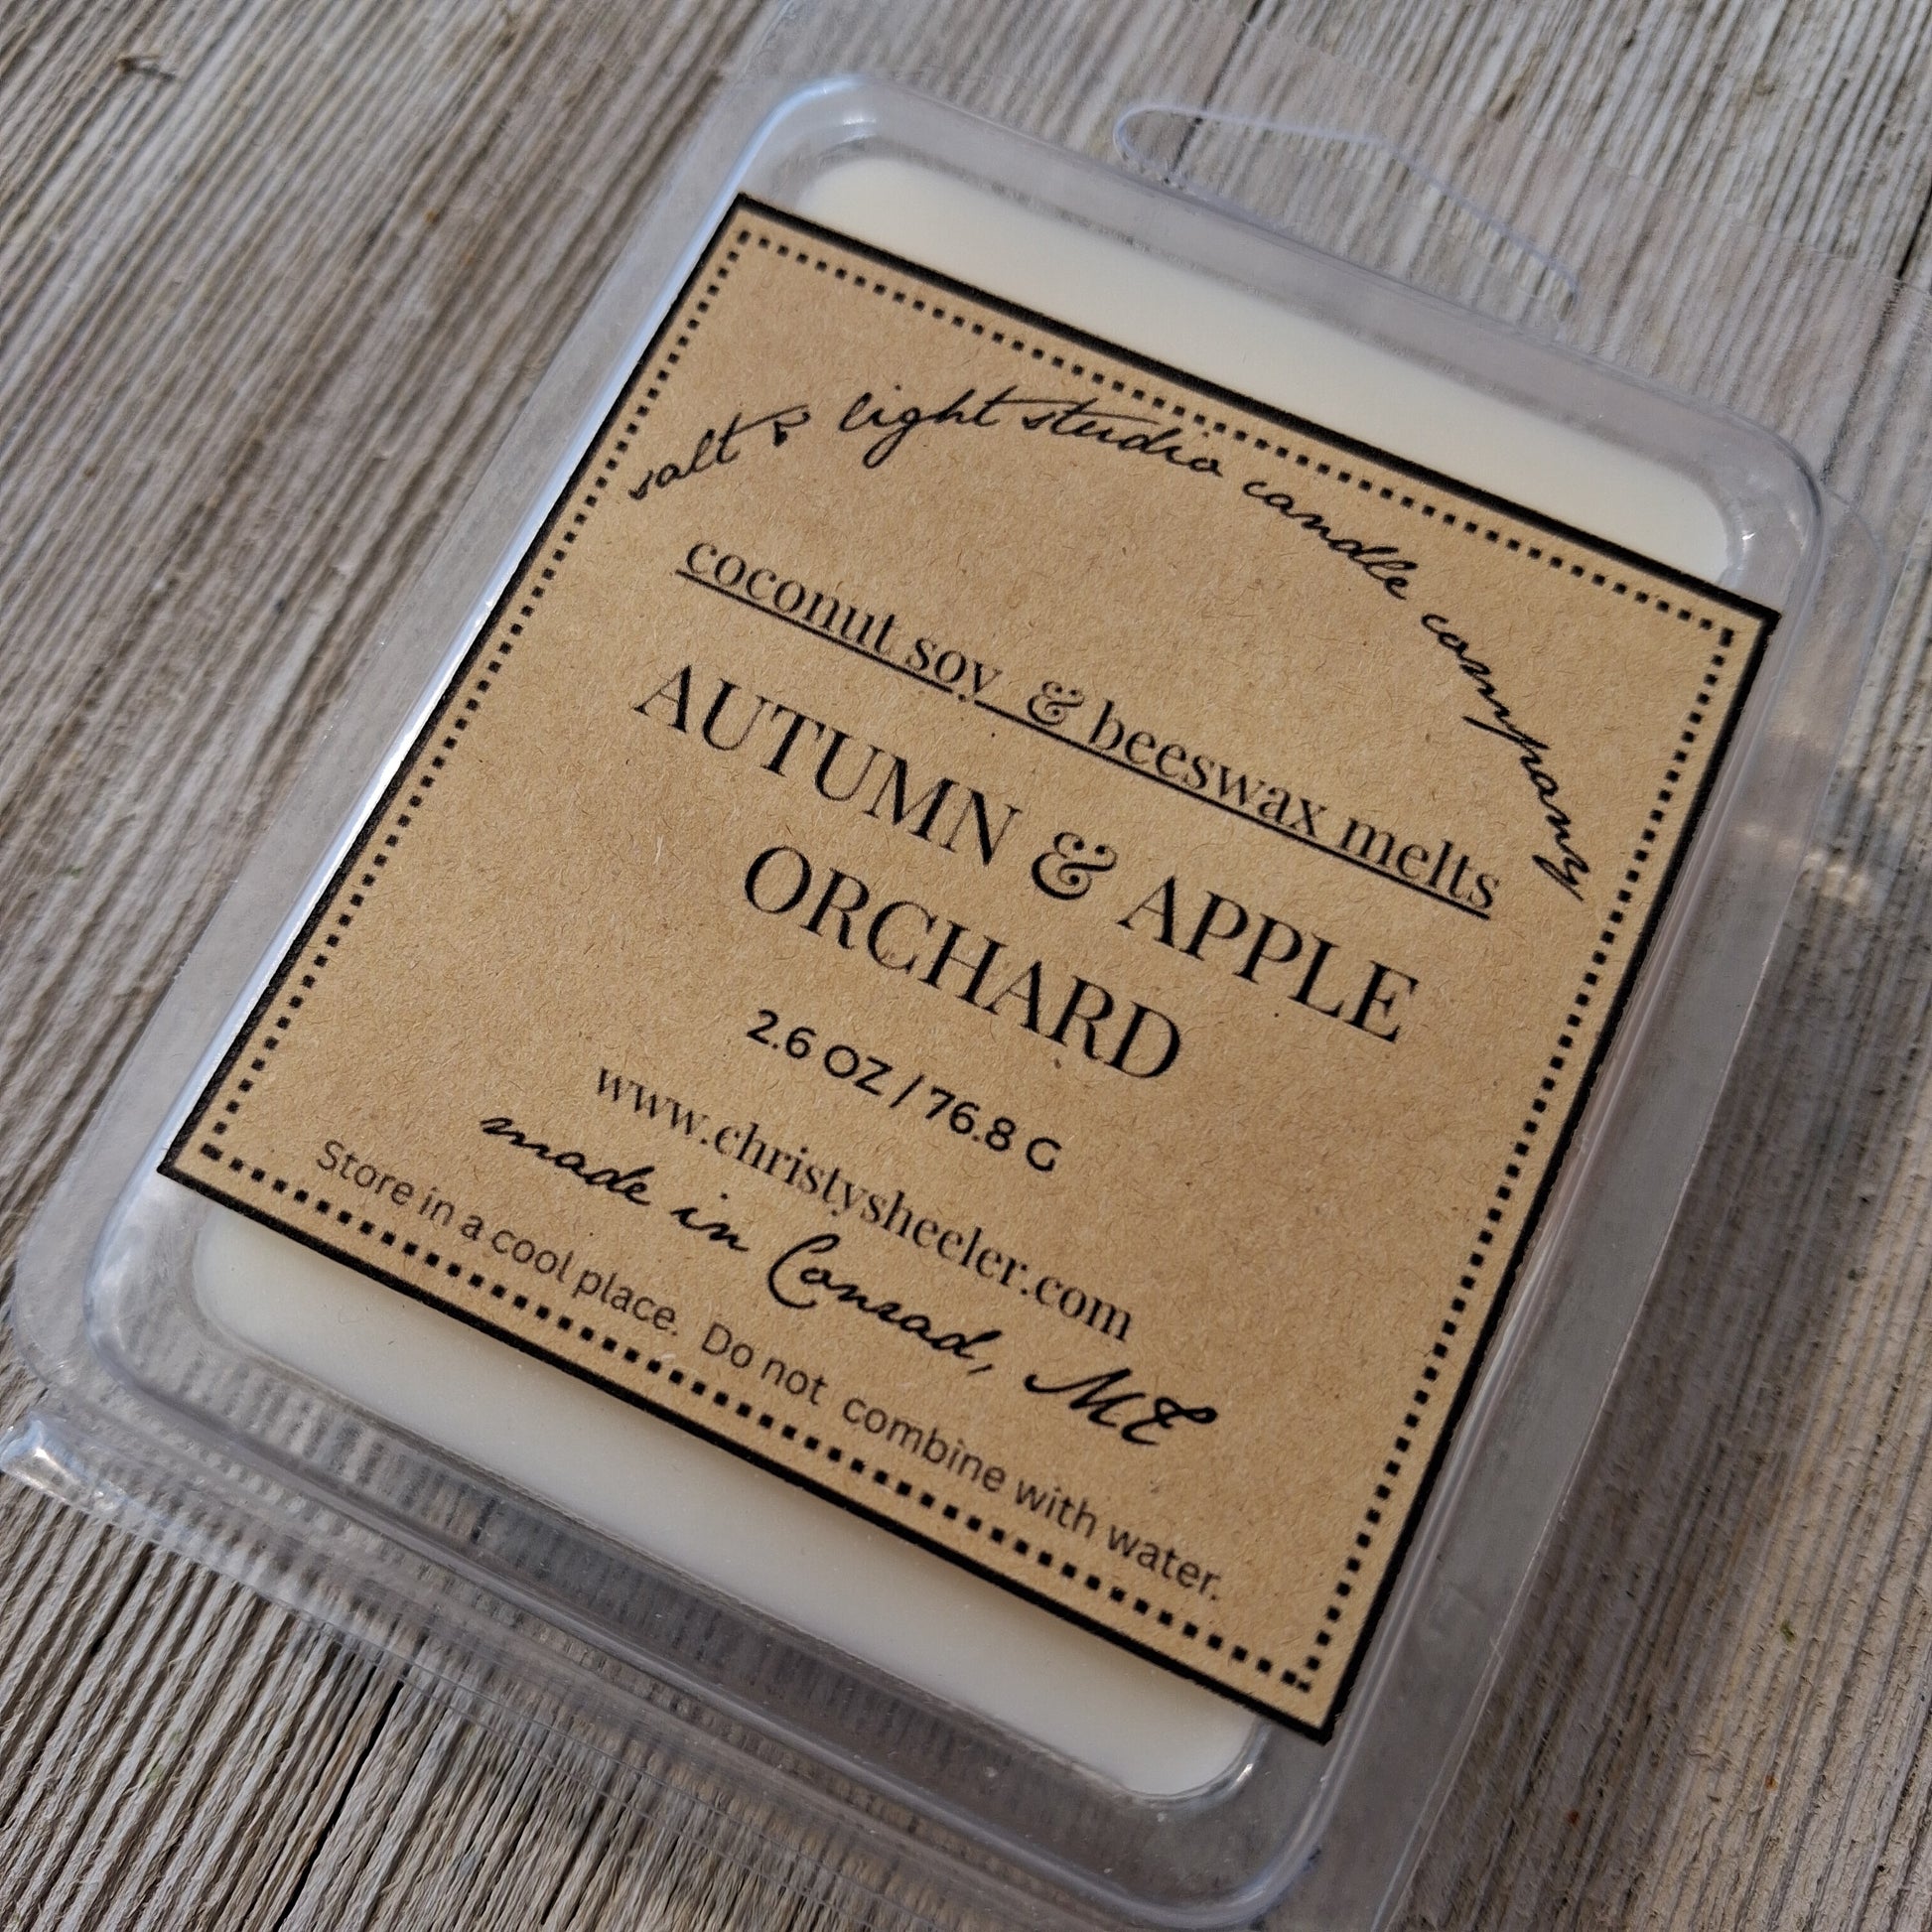 salt & light studio candle company
coconut soy & beeswax melts
AUTUMN & APPLE
ORCHARD
2.6 OZ / 76.8 G
www.christysheeler.com
made in Conrad, MT
Store in a cool place. Do not combine with water.